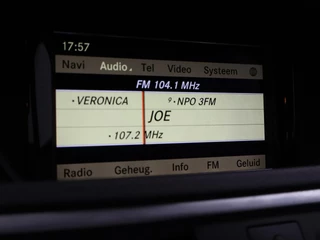 17:57
Navi Audio. Tel Video Systeem
FM 104.1 MHz
·VERONICA 9·NPO 3FM
JOE
·107.2 MHz
Radio Geheug. Info FM Geluid